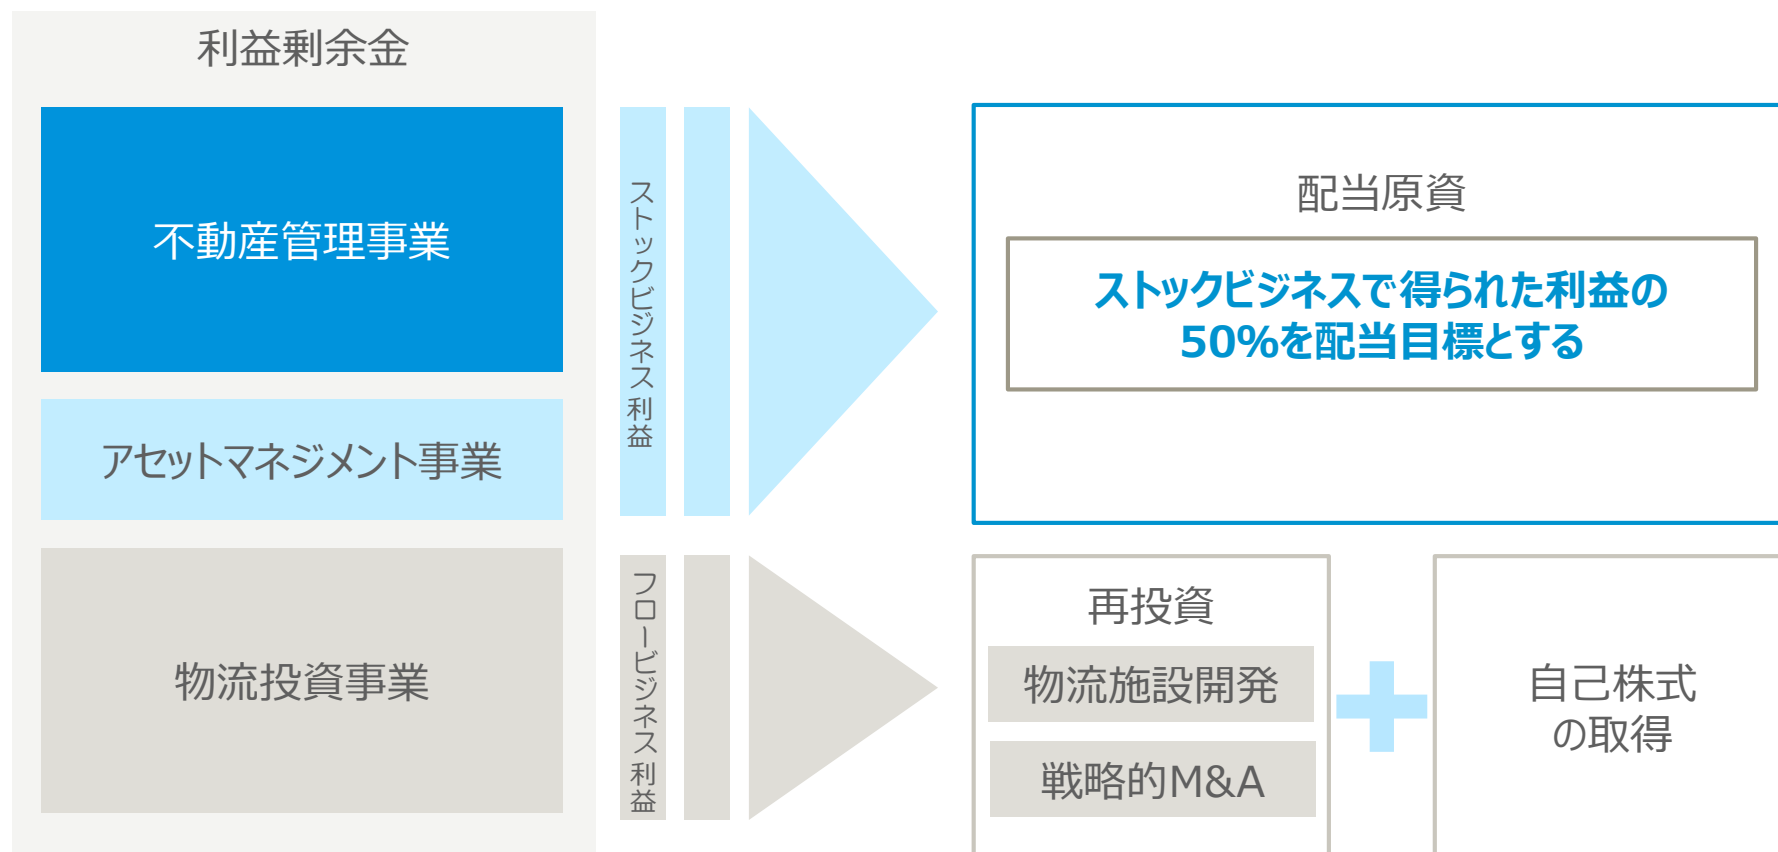 利益剰余金
不動産管理事業
アセットマネジメント事業
物流投資事業
ストックビジネス利益
フロービジネス利益
配当原資
ストックビジネスで得られた利益の
50%を配当目標とする
再投資
物流施設開発
戦略的M&A
自己株式
の取得